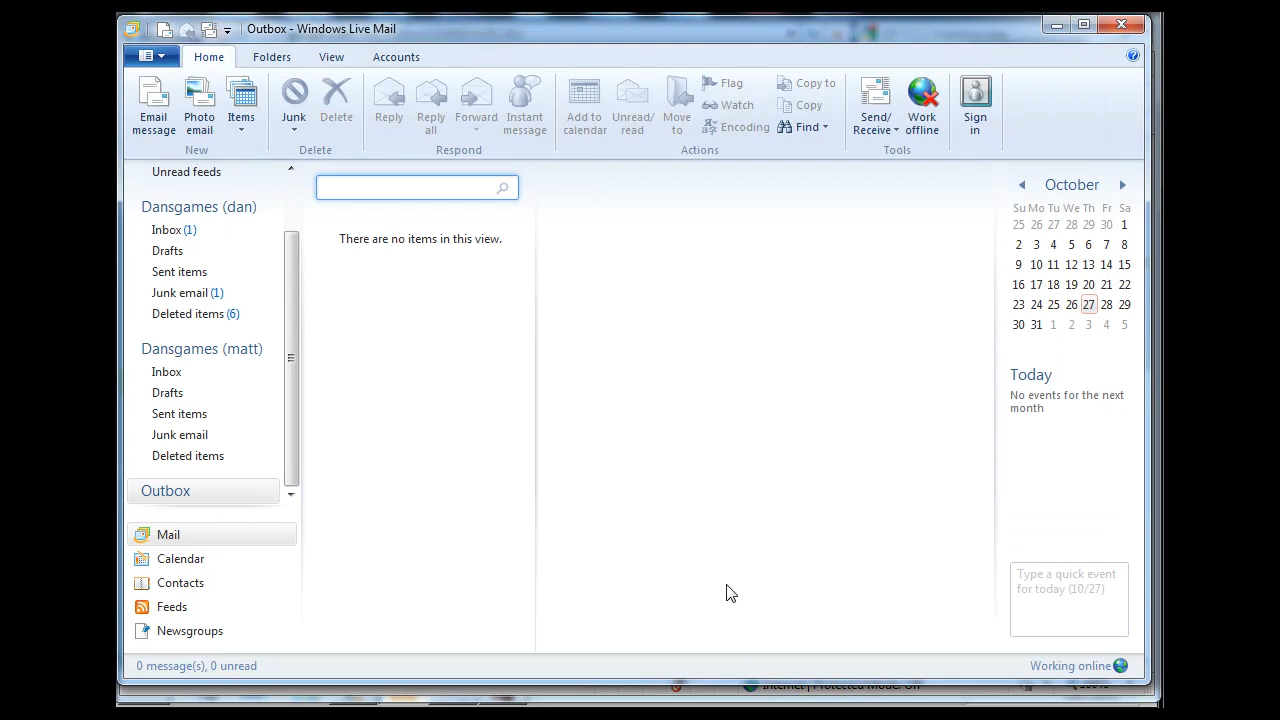 Outbox - Windows Live Mail
Home
Folders
View
Accounts
Email
message
Photo
email
Items
New
Junk
Delete
Delete
Reply
Reply
all
Forward
Instant
message
Respond
Add to
calendar
Unread/
read
Move
to
Flag
Watch
Encoding
Copy to
Copy
Find
Actions
Send/
Receive
Work
offline
Tools
Sign
in
Unread feeds
Dansgames (dan)
Inbox (1)
Drafts
Sent items
Junk email (1)
Deleted items (6)
Dansgames (matt)
Inbox
Drafts
Sent items
Junk email
Deleted items
Outbox
Mail
Calendar
Contacts
Feeds
Newsgroups
There are no items in this view.
October
Su Mo Tu We Th Fr Sa
25 26 27 28 29 30 1
2 3 4 5 6 7 8
9 10 11 12 13 14 15
16 17 18 19 20 21 22
23 24 25 26 27 28 29
30 31 1 2 3 4 5
Today
No events for the next
month
Type a quick event
for today (10/27)
0 message(s), 0 unread
Working online
Internet | Protected Mode: Off